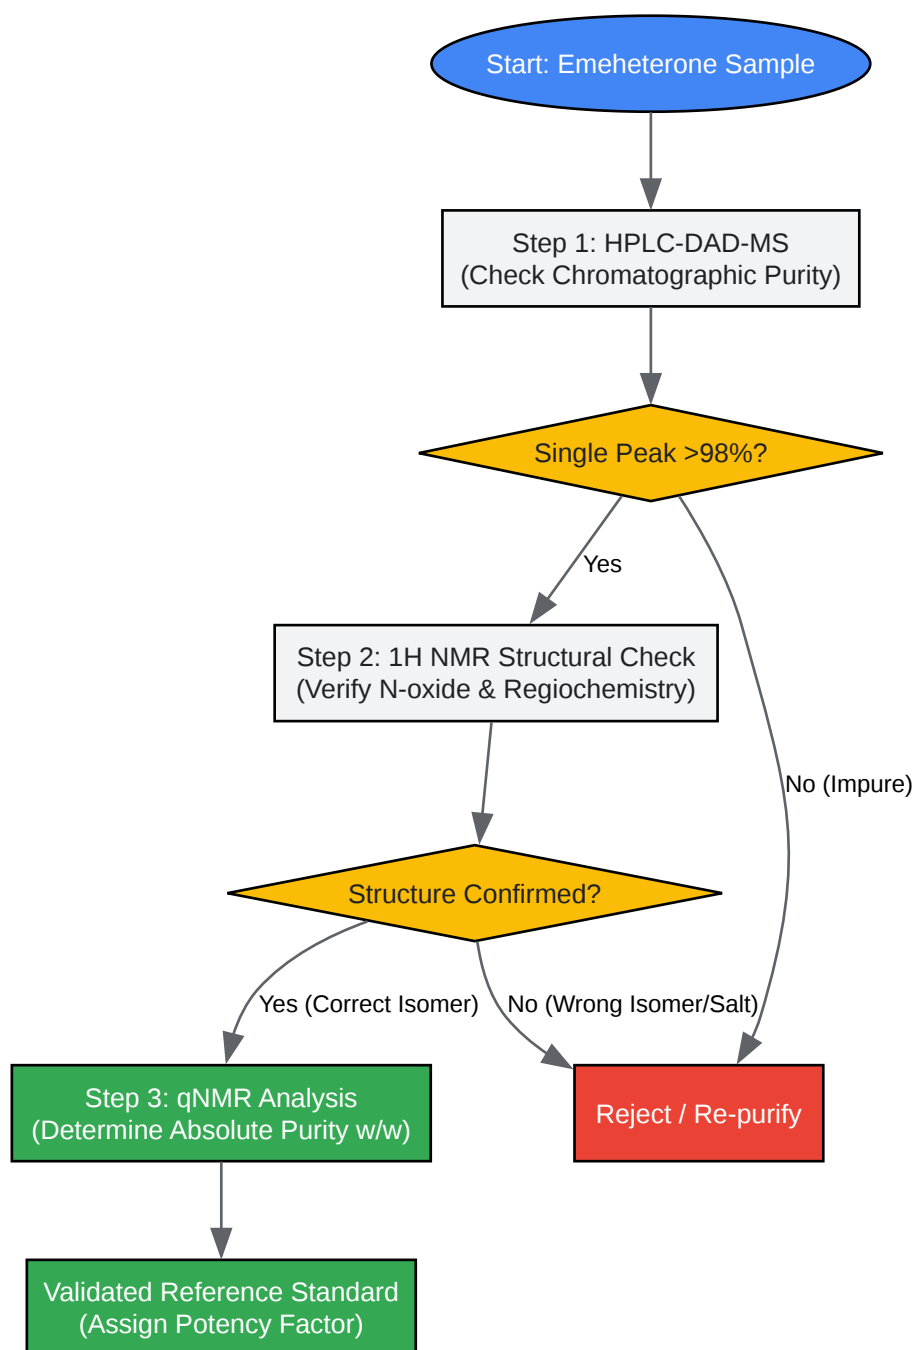 Start: Emeheterone Sample
Step 1: HPLC-DAD-MS
(Check Chromatographic Purity)
Single Peak >98%?
Yes
Step 2: 1H NMR Structural Check
(Verify N-oxide & Regiochemistry)
No (Impure)
Structure Confirmed?
Yes (Correct Isomer)
No (Wrong Isomer/Salt)
Step 3: qNMR Analysis
(Determine Absolute Purity w/w)
Reject / Re-purify
Validated Reference Standard
(Assign Potency Factor)